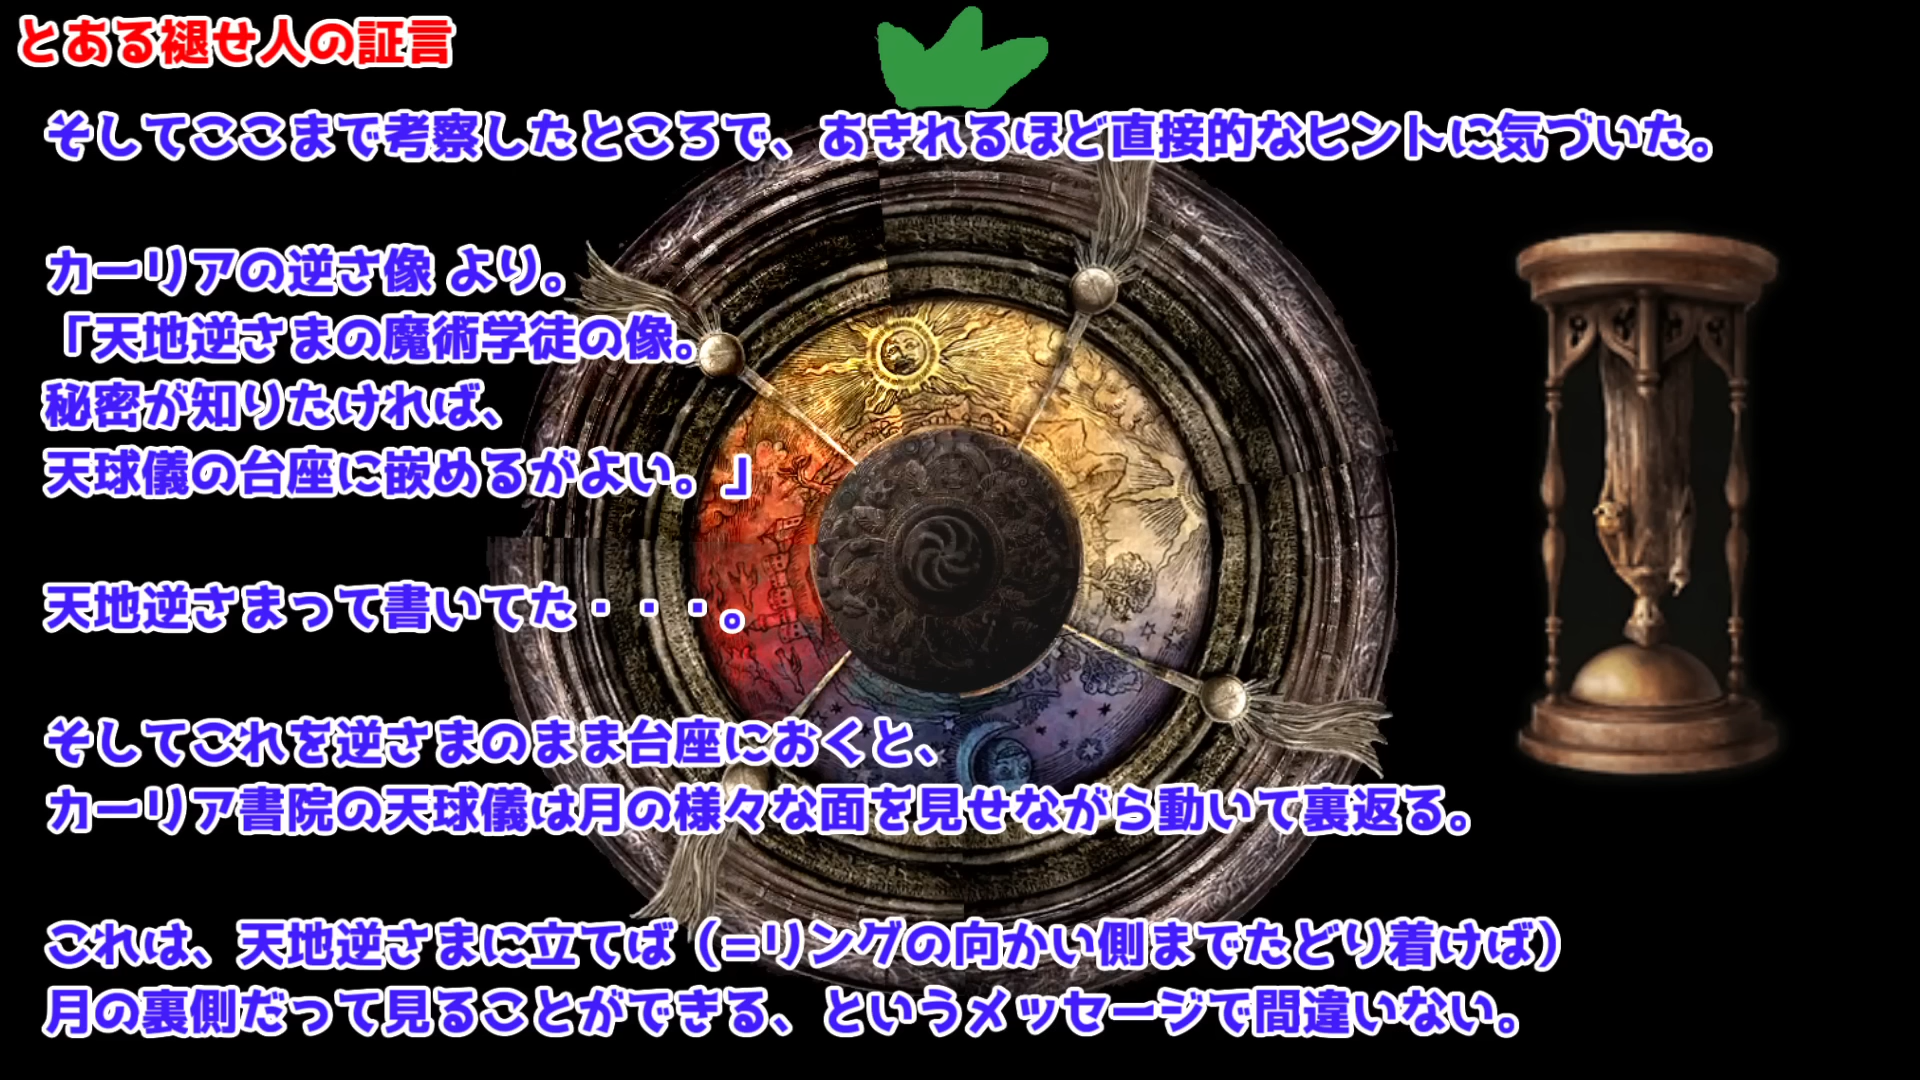 とある褪せ人の証言
そしてここまで考察したところで、あきれるほど直接的なヒントに気づいた。
カーリアの逆さ像 より。
「天地逆さまの魔術学徒の像。
秘密が知りたければ、
天球儀の台座に嵌めるがよい。」
天地逆さまって書いてた・・・。
そしてこれを逆さまのまま台座におくと、
カーリア書院の天球儀は月の様々な面を見せながら動いて裏返る。
これは、天地逆さまに立てば（=リングの向かい側までたどり着けば）
月の裏側だって見ることができる、というメッセージで間違いない。